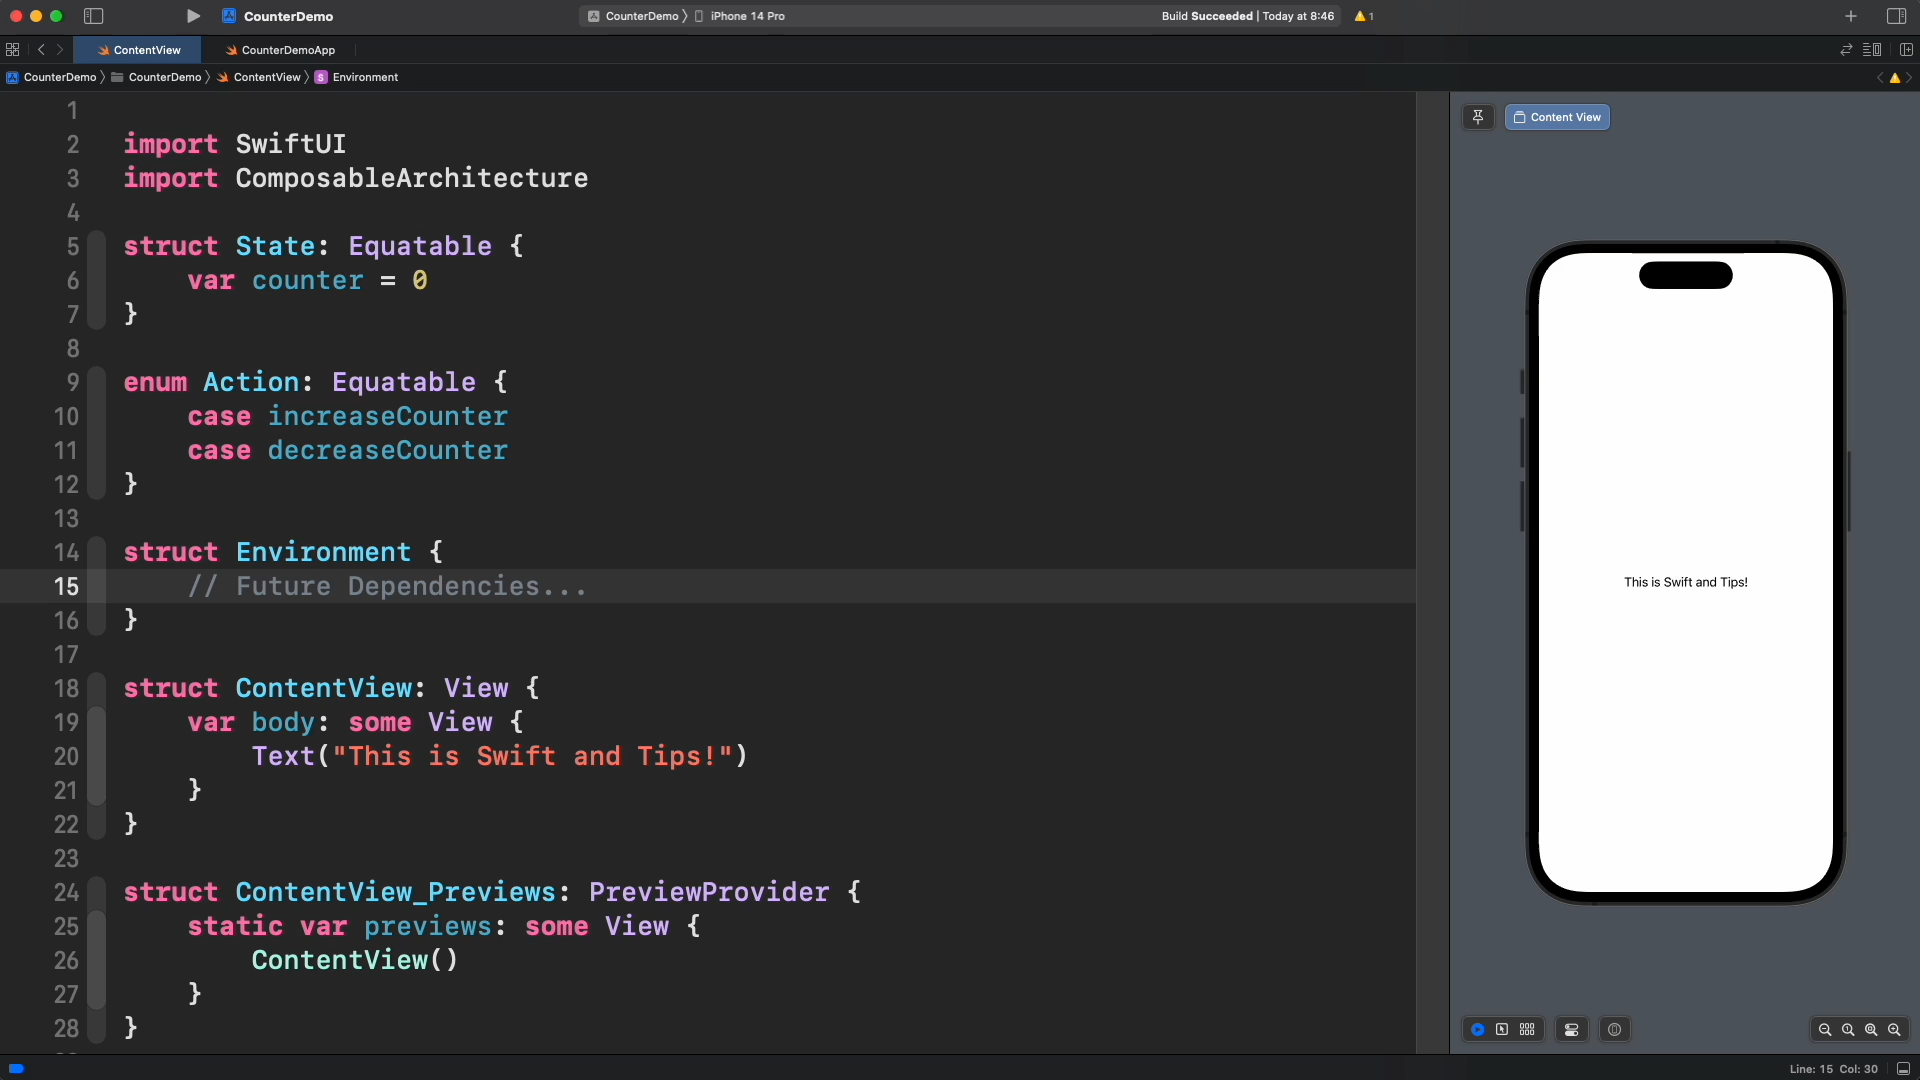 CounterDemo
CounterDemo 〉 iPhone 14 Pro
Build Succeeded | Today at 8:46
1
ContentView
CounterDemoApp
CounterDemo 〉 CounterDemo 〉 ContentView 〉 S Environment
1
2 import SwiftUI
3 import ComposableArchitecture
4
5 struct State: Equatable {
6 var counter = 0
7 }
8
9 enum Action: Equatable {
10 case increaseCounter
11 case decreaseCounter
12 }
13
14 struct Environment {
15 // Future Dependencies...
16 }
17
18 struct ContentView: View {
19 var body: some View {
20 Text("This is Swift and Tips!")
21 }
22 }
23
24 struct ContentView_Previews: PreviewProvider {
25 static var previews: some View {
26 ContentView()
27 }
28 }
Content View
This is Swift and Tips!
Line: 15 Col: 30